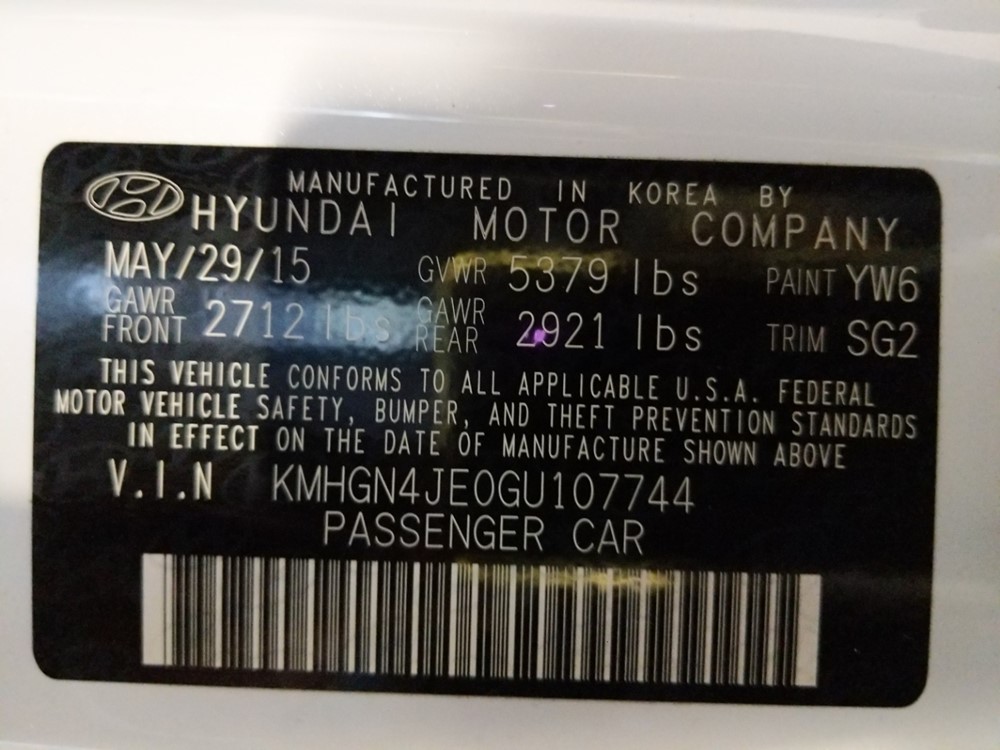 MANUFACTURED IN KOREA BY
HYUNDAI MOTOR COMPANY
MAY/29/15 GVWR 5379 lbs PAINT YW6
GAWR FRONT 2712 lbs GAWR REAR 2921 lbs TRIM SG2
THIS VEHICLE CONFORMS TO ALL APPLICABLE U.S.A. FEDERAL
MOTOR VEHICLE SAFETY, BUMPER, AND THEFT PREVENTION STANDARDS
IN EFFECT ON THE DATE OF MANUFACTURE SHOWN ABOVE
V.I.N KMHGN4JE0GU107744
PASSENGER CAR